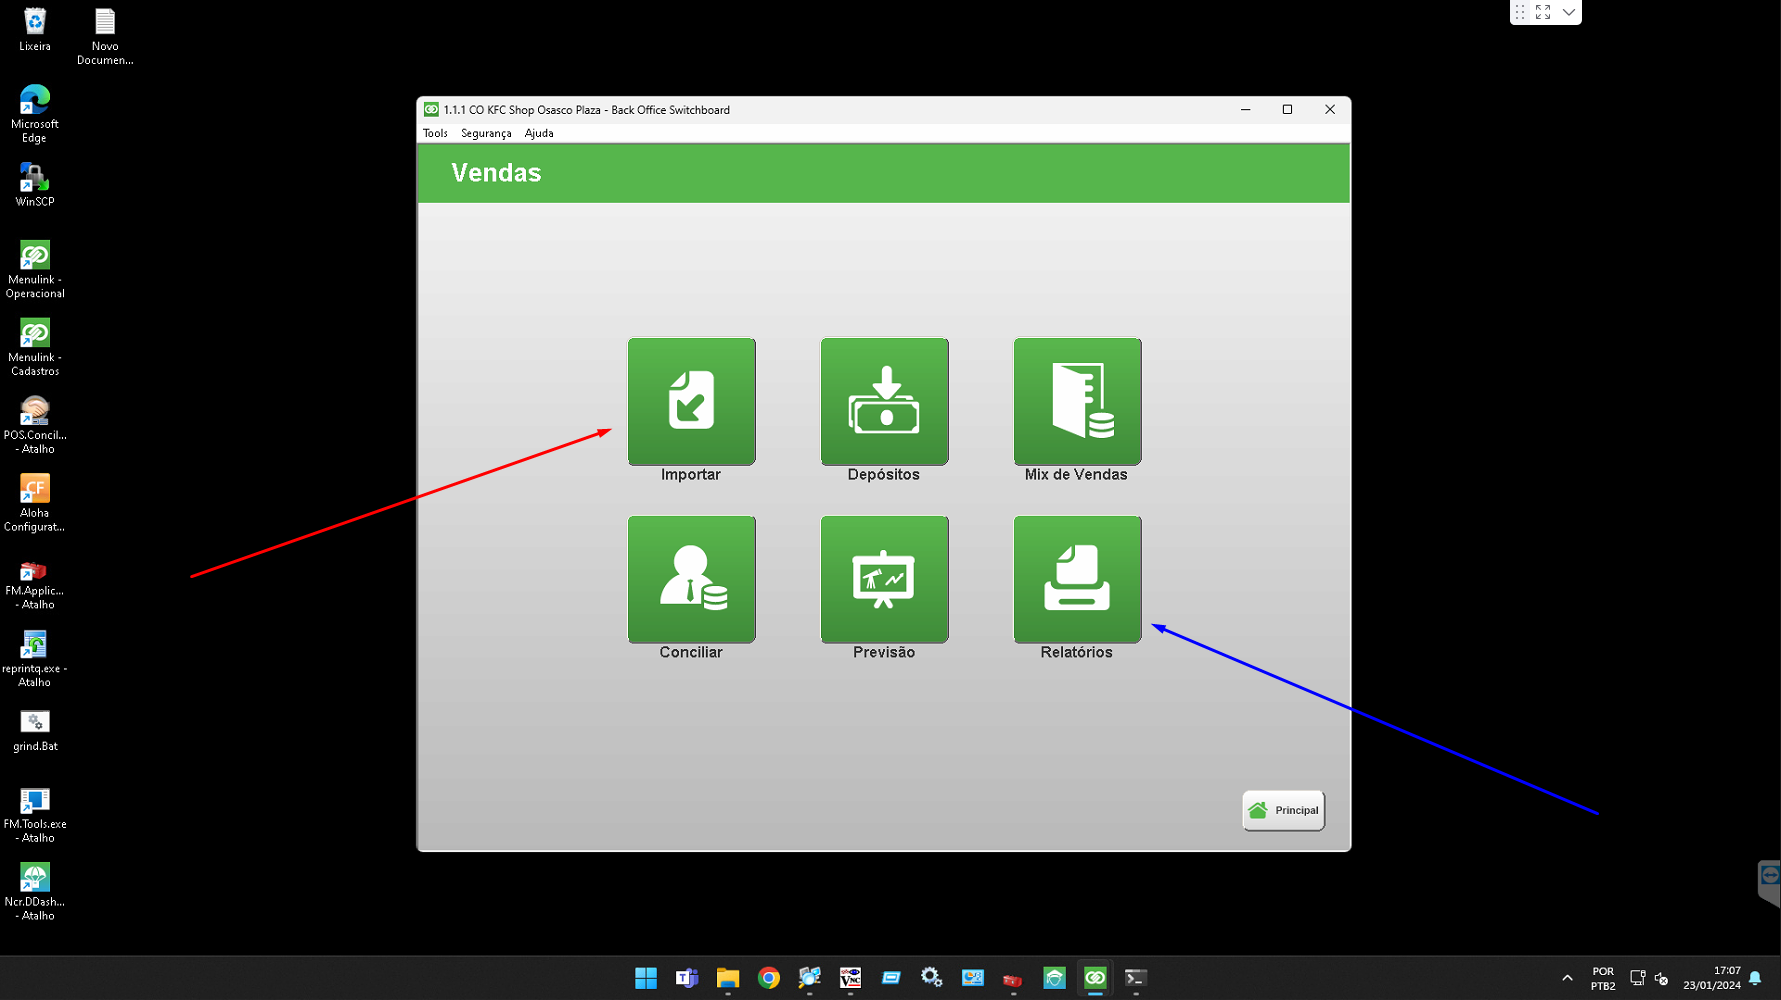 Lixeira
Novo
Documen...
Microsoft
Edge
WinSCP
Menulink -
Operacional
Menulink -
Cadastros
POS.Concil...
- Atalho
CF
Aloha
Configurat...
FM.Applic...
- Atalho
reprintq.exe -
Atalho
grind.Bat
FM.Tools.exe
- Atalho
Ncr.DDash...
- Atalho
1.1.1 CO KFC Shop Osasco Plaza - Back Office Switchboard
Tools Segurança Ajuda
Vendas
Importar
Depósitos
Mix de Vendas
Conciliar
Previsão
Relatórios
Principal
POR
PTB2
17:07
23/01/2024